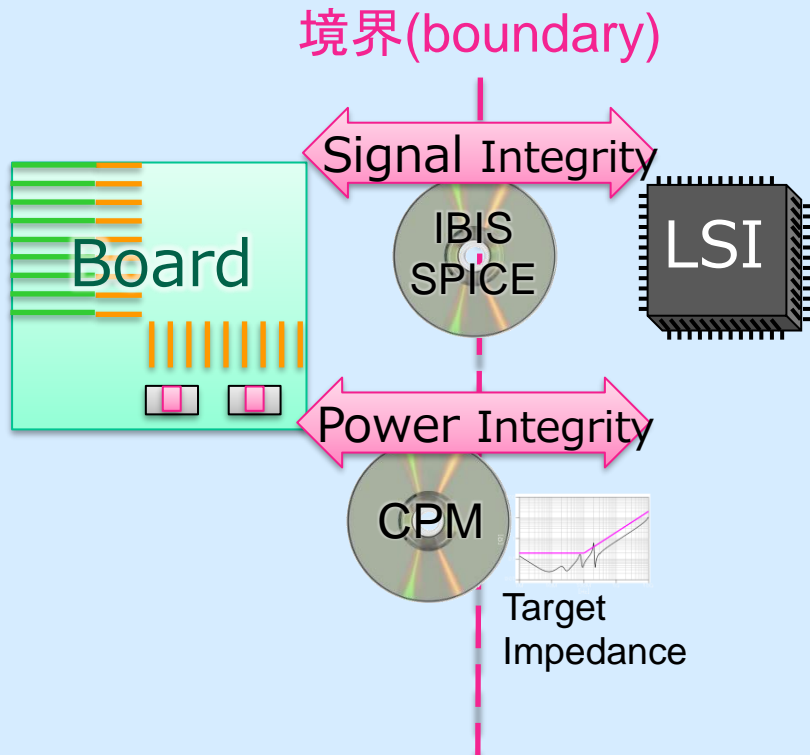 境界(boundary)
Signal Integrity
IBIS
SPICE
LSI
Board
Power Integrity
CPM
Target
Impedance